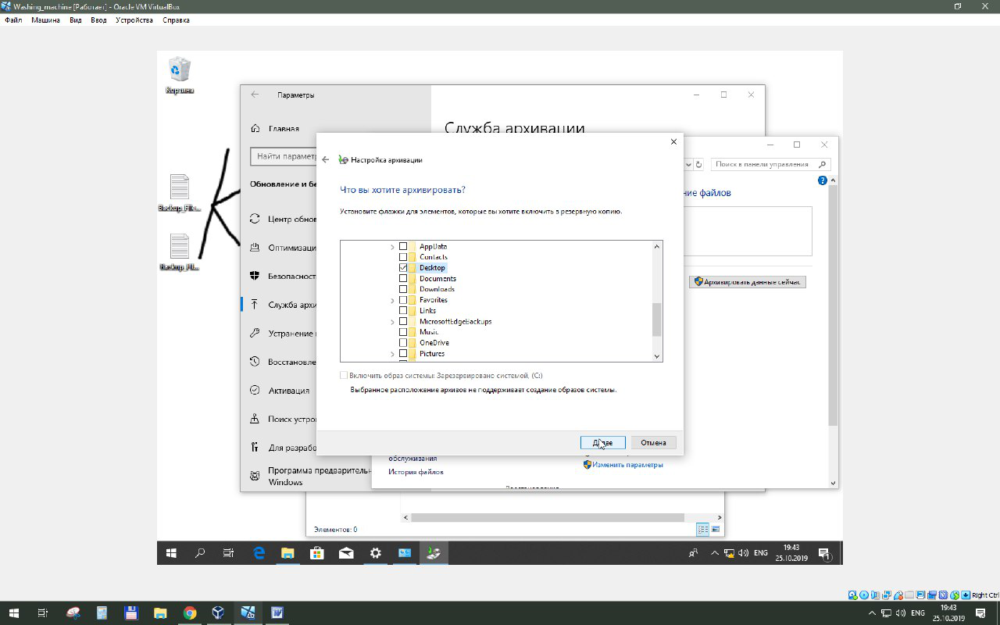 Washing_machine [Работает] - Oracle VM VirtualBox
Файл Машина Вид Ввод Устройства Справка
Корзина
Параметры
Главная
Служба архивации
Найти парамет
Настройка архивации
Поиск в панели управления
Обновление и бе
Что вы хотите архивировать?
ние файлов
Backup_File...
Установите флажки для элементов, которые вы хотите включить в резервную копию.
Центр обнов
AppData
Оптимизаци
Contacts
Backup_Fil...
Desktop
Безопасност
Documents
Архивировать данные сейчас
Downloads
Служба архи
Favorites
Links
MicrosoftEdgeBackups
Устранение
Music
OneDrive
Pictures
Восстановле
Включить образ системы: Зарезервировано системой, (C:)
Активация
Выбранное расположение архивов не поддерживает создание образов системы.
Поиск устро
Для разрабо
Далее
Отмена
обслуживания
Изменить параметры
Программа предварительн
Windows
История файлов
Элементов: 0
ENG
19:43
25.10.2019
1
Right Ctrl
ENG
19:43
25.10.2019